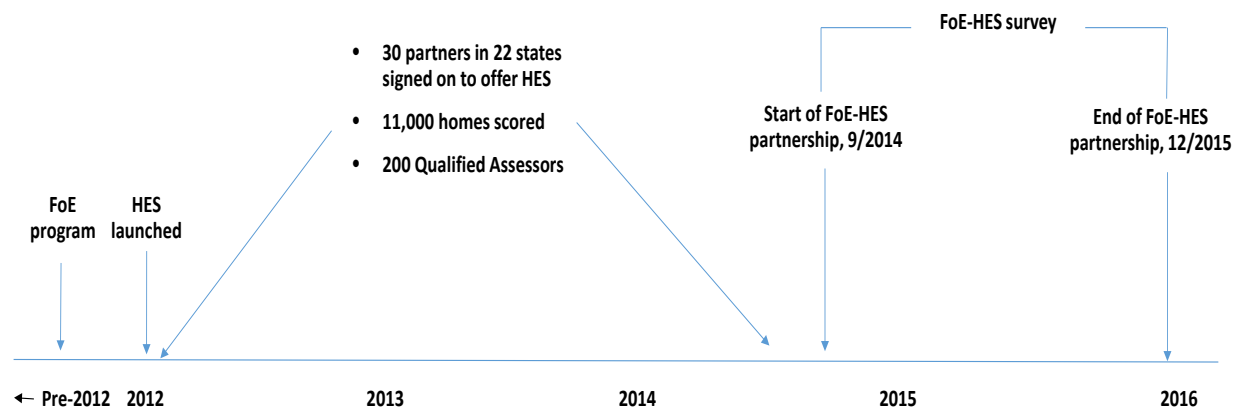 FoE-HES survey
• 30 partners in 22 states
signed on to offer HES
• 11,000 homes scored
• 200 Qualified Assessors
Start of FoE-HES
partnership, 9/2014
End of FoE-HES
partnership, 12/2015
FoE
program
HES
launched
← Pre-2012 2012 2013 2014 2015 2016